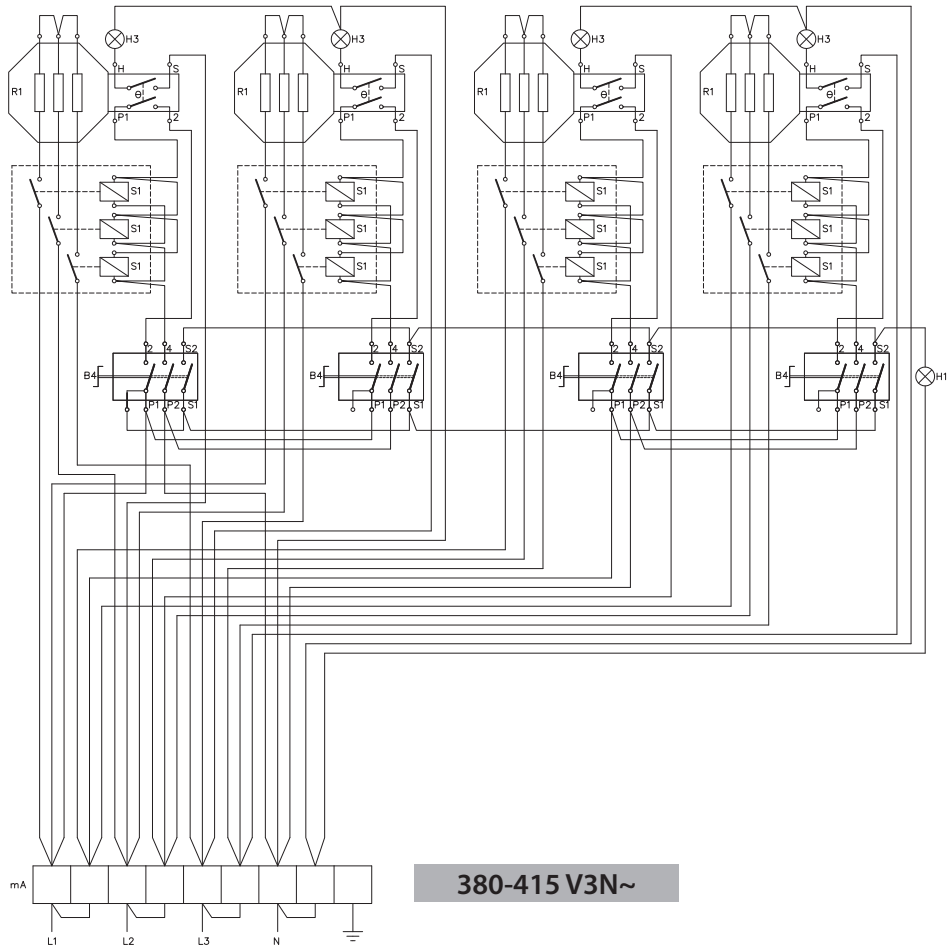 H3 H3 H3 H3
H S H S H S H S
R1 θ R1 θ R1 θ R1 θ
P1 2 P1 2 P1 2 P1 2
S1 S1 S1 S1
S1 S1 S1 S1
S1 S1 S1 S1
2 4 S2 2 4 S2 2 4 S2 2 4 S2
B4 B4 B4 B4 H1
P1 P2 S1 P1 P2 S1 P1 P2 S1 P1 P2 S1
mA
380-415 V3N~
L1 L2 L3 N